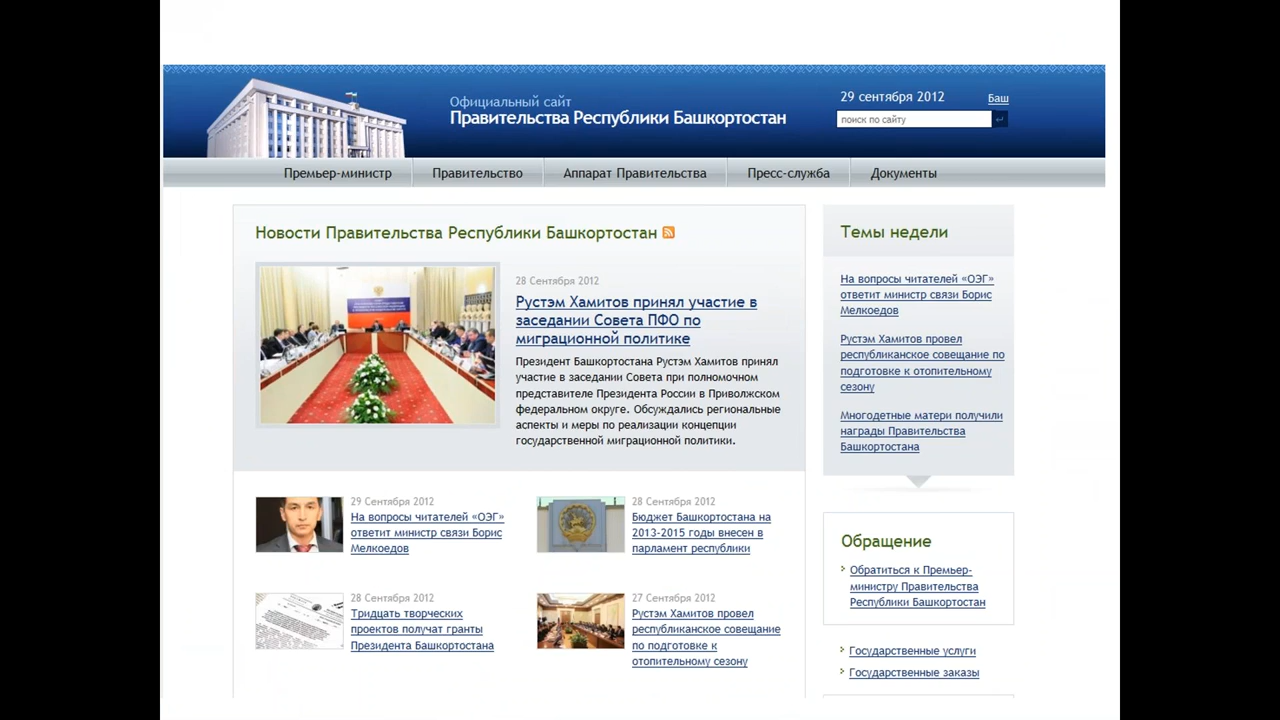 Официальный сайт
Правительства Республики Башкортостан
29 сентября 2012
Баш
поиск по сайту
Премьер-министр
Правительство
Аппарат Правительства
Пресс-служба
Документы
Новости Правительства Республики Башкортостан
28 Сентября 2012
Рустэм Хамитов принял участие в
заседании Совета ПФО по
миграционной политике
Президент Башкортостана Рустэм Хамитов принял
участие в заседании Совета при полномочном
представителе Президента России в Приволжском
федеральном округе. Обсуждались региональные
аспекты и меры по реализации концепции
государственной миграционной политики.
29 Сентября 2012
На вопросы читателей «ОЭГ»
ответит министр связи Борис
Мелкоедов
28 Сентября 2012
Бюджет Башкортостана на
2013-2015 годы внесен в
парламент республики
28 Сентября 2012
Тридцать творческих
проектов получат гранты
Президента Башкортостана
27 Сентября 2012
Рустэм Хамитов провел
республиканское совещание
по подготовке к
отопительному сезону
Темы недели
На вопросы читателей «ОЭГ»
ответит министр связи Борис
Мелкоедов
Рустэм Хамитов провел
республиканское совещание по
подготовке к отопительному
сезону
Многодетные матери получили
награды Правительства
Башкортостана
Обращение
Обратиться к Премьер-
министру Правительства
Республики Башкортостан
Государственные услуги
Государственные заказы